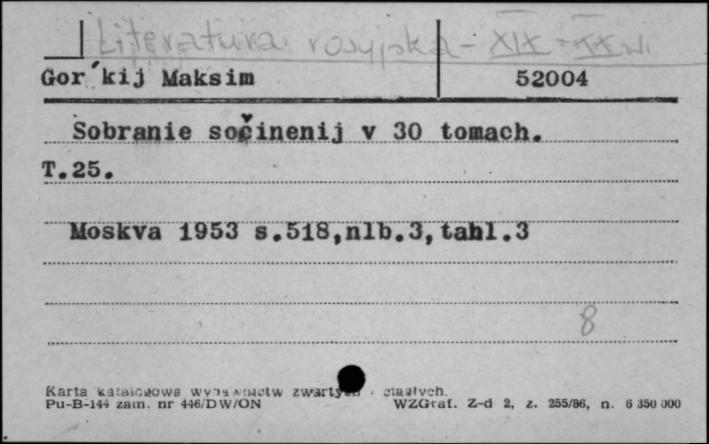 Literatura rosyjska - XIX - XX w.
Gor´kij Maksim 52004
Sobranie sočinenij v 30 tomach.
T.25.
Moskva 1953 s.518,nlb.3,tahl.3
8
Karta katalogowa wydawnictw zwartych i ciągłych.
Pu-B-144 zam. nr 446/DW/ON WZGraf. Z-d 2, z. 255/86, n. 6 350 000